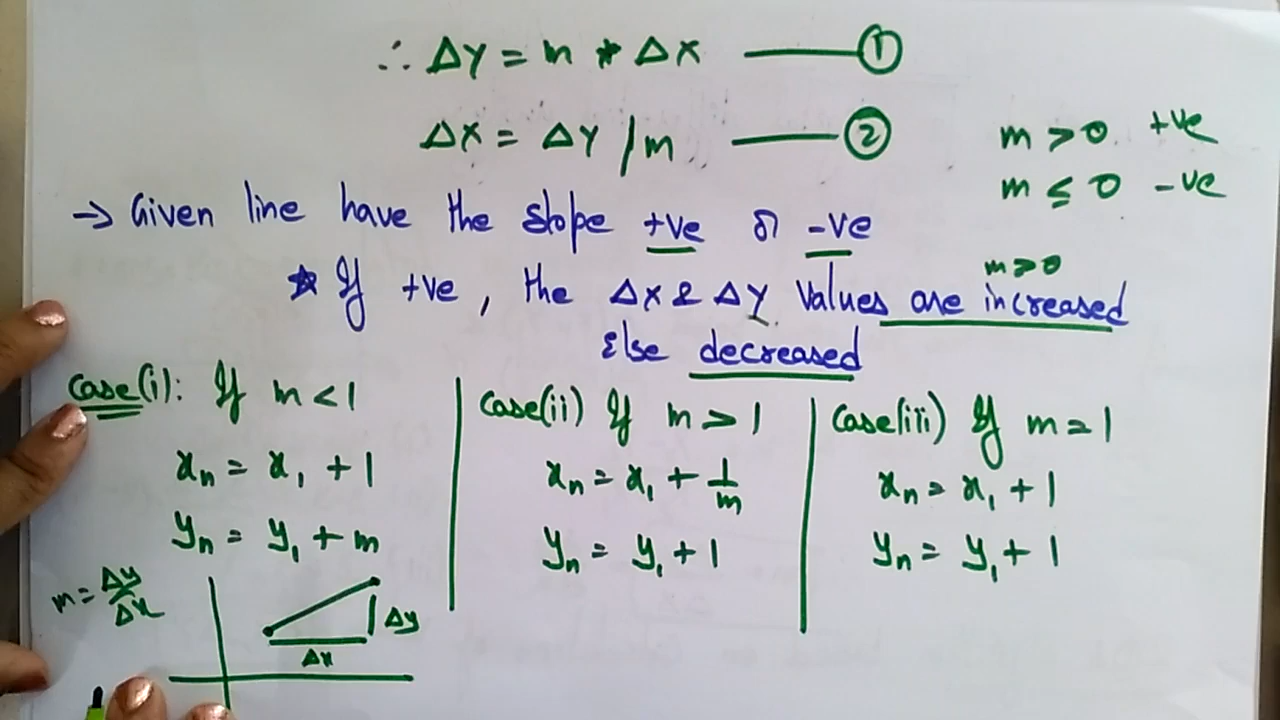 ∴ Δy = m * Δx —— ①
Δx = Δy / m —— ②
m > 0 +ve
m ≤ 0 -ve
→ Given line have the slope +ve or -ve
m > 0
* If +ve, the Δx & Δy values are increased
Else decreased
Case(i): If m < 1
xn = x1 + 1
yn = y1 + m
m = Δy/Δx
Δy
Δx
Case(ii) If m > 1
xn = x1 + 1/m
yn = y1 + 1
Case(iii) If m = 1
xn = x1 + 1
yn = y1 + 1